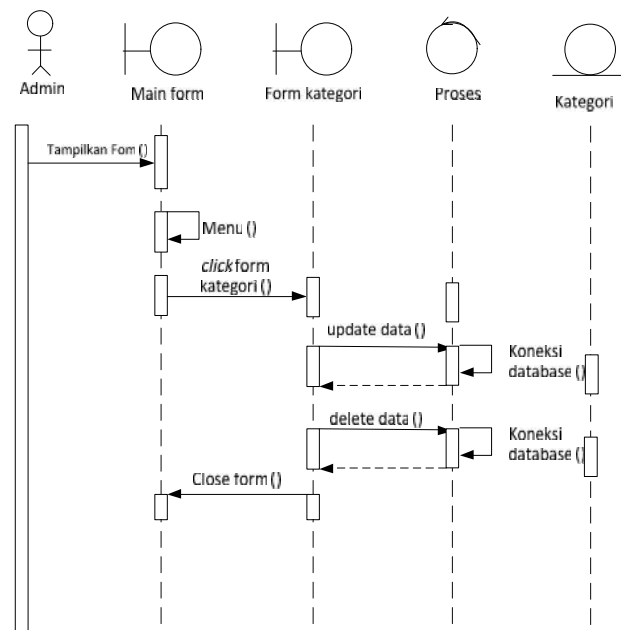 Admin
Main form
Form kategori
Proses
Kategori
Tampilkan Fom ()
Menu ()
click form
kategori ()
update data ()
Koneksi
database ()
delete data ()
Koneksi
database ()
Close form ()